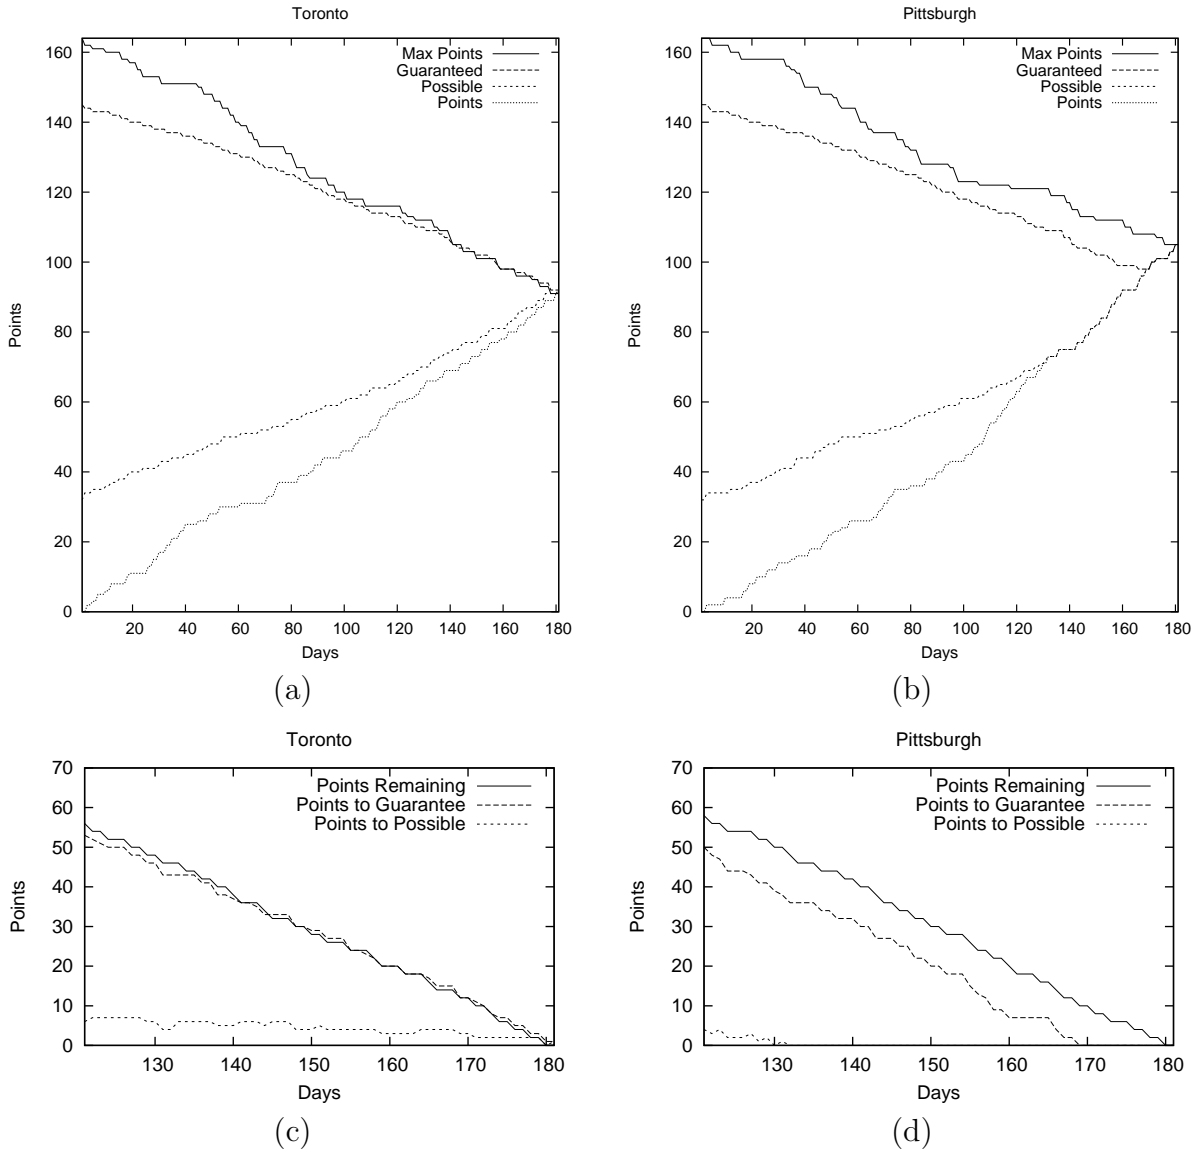 Toronto
160
140
120
100
80
60
40
20
0
Points
Max Points
Guaranteed
Possible
Points
20 40 60 80 100 120 140 160 180
Days
(a)
Pittsburgh
160
140
120
100
80
60
40
20
0
Points
Max Points
Guaranteed
Possible
Points
20 40 60 80 100 120 140 160 180
Days
(b)
Toronto
70
60
50
40
30
20
10
0
Points
Points Remaining
Points to Guarantee
Points to Possible
130 140 150 160 170 180
Days
(c)
Pittsburgh
70
60
50
40
30
20
10
0
Points
Points Remaining
Points to Guarantee
Points to Possible
130 140 150 160 170 180
Days
(d)